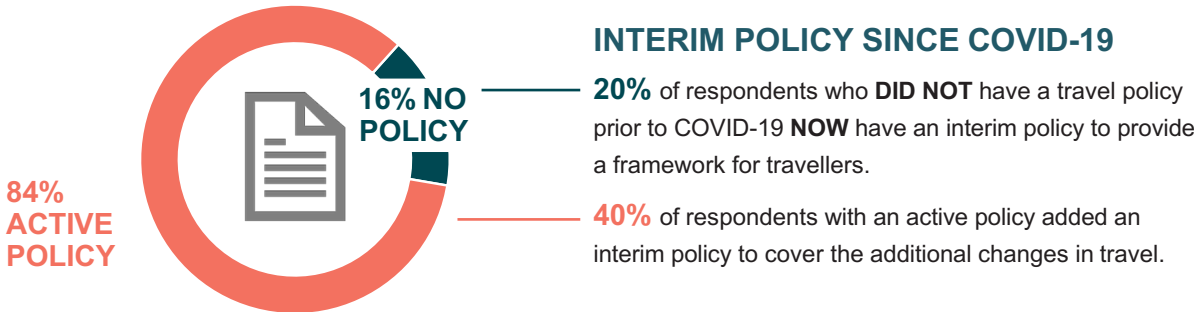 84%
ACTIVE
POLICY
16% NO
POLICY
INTERIM POLICY SINCE COVID-19
20% of respondents who DID NOT have a travel policy
prior to COVID-19 NOW have an interim policy to provide
a framework for travellers.
40% of respondents with an active policy added an
interim policy to cover the additional changes in travel.